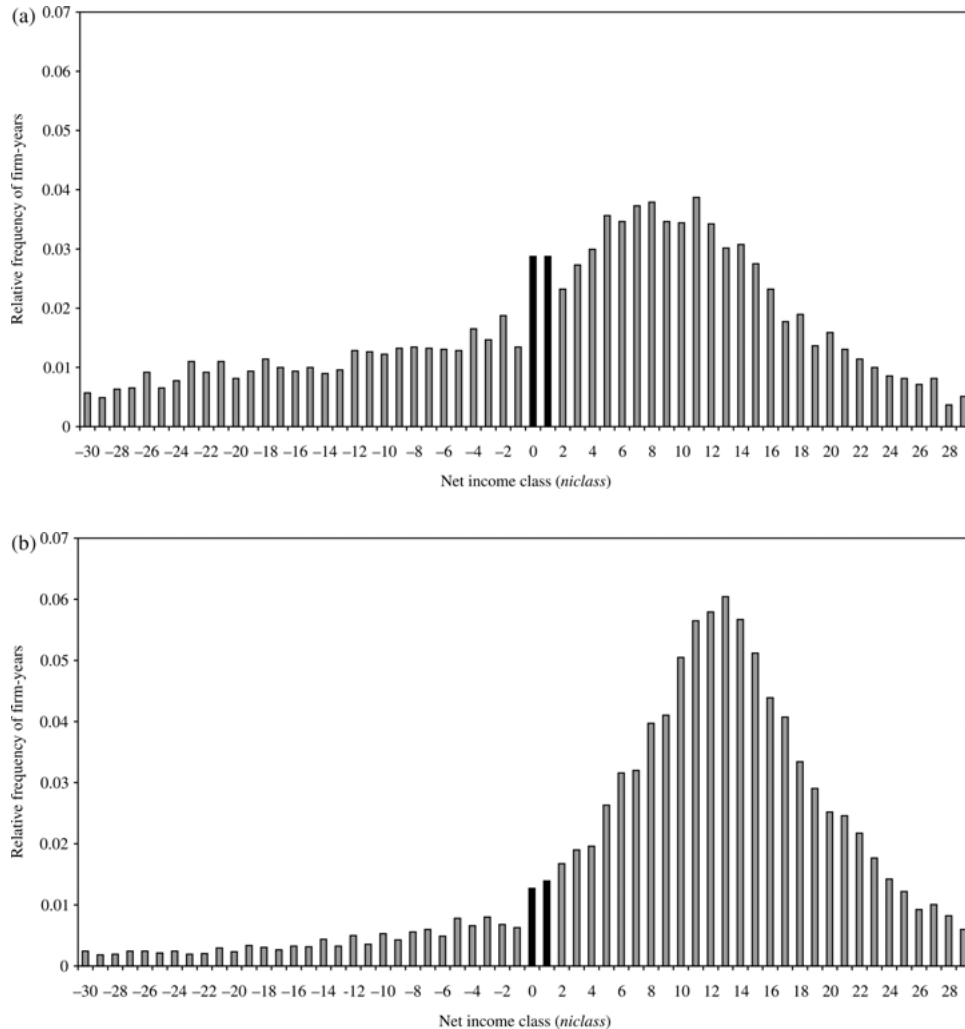 (a)
0.07
0.06
0.05
0.04
0.03
0.02
0.01
0
Relative frequency of firm-years
–30 –28 –26 –24 –22 –20 –18 –16 –14 –12 –10 –8 –6 –4 –2 0 2 4 6 8 10 12 14 16 18 20 22 24 26 28
Net income class (niclass)
(b)
0.07
0.06
0.05
0.04
0.03
0.02
0.01
0
Relative frequency of firm-years
–30 –28 –26 –24 –22 –20 –18 –16 –14 -12 –10 –8 –6 –4 –2 0 2 4 6 8 10 12 14 16 18 20 22 24 26 28
Net income class (niclass)